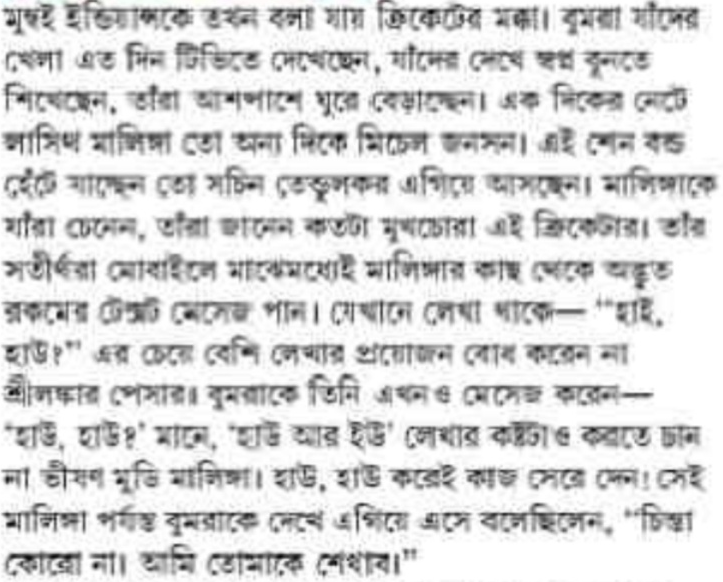 মুম্বই ইন্ডিয়ান্সকে তখন বলা যায় ক্রিকেটের মক্কা। বুমরা যাঁদের
খেলা এত দিন টিভিতে দেখেছেন, যাঁদের দেখে স্বপ্ন বুনতে
শিখেছেন, তাঁরা আশপাশে ঘুরে বেড়াচ্ছেন। এক দিকের নেটে
লাসিথ মালিঙ্গা তো অন্য দিকে মিচেল জনসন। এই শেন বন্ড
হেঁটে যাচ্ছেন তো সচিন তেন্ডুলকর এগিয়ে আসছেন। মালিঙ্গাকে
যাঁরা চেনেন, তাঁরা জানেন কতটা মুখচোরা এই ক্রিকেটার। তাঁর
সতীর্থরা মোবাইলে মাঝেমধ্যেই মালিঙ্গার কাছ থেকে অদ্ভুত
রকমের টেক্সট মেসেজ পান। যেখানে লেখা থাকে— ‘‘হাই,
হাউ?’’ এর চেয়ে বেশি লেখার প্রয়োজন বোধ করেন না
শ্রীলঙ্কার পেসার। বুমরাকে তিনি এখনও মেসেজ করেন—
‘হাউ, হাউ?’ মানে, ‘হাউ আর ইউ’ লেখার কষ্টটাও করতে চান
না ভীষণ মুডি মালিঙ্গা। হাউ, হাউ করেই কাজ সেরে দেন! সেই
মালিঙ্গা পর্যন্ত বুমরাকে দেখে এগিয়ে এসে বলেছিলেন, ‘‘চিন্তা
কোরো না। আমি তোমাকে শেখাব।’’